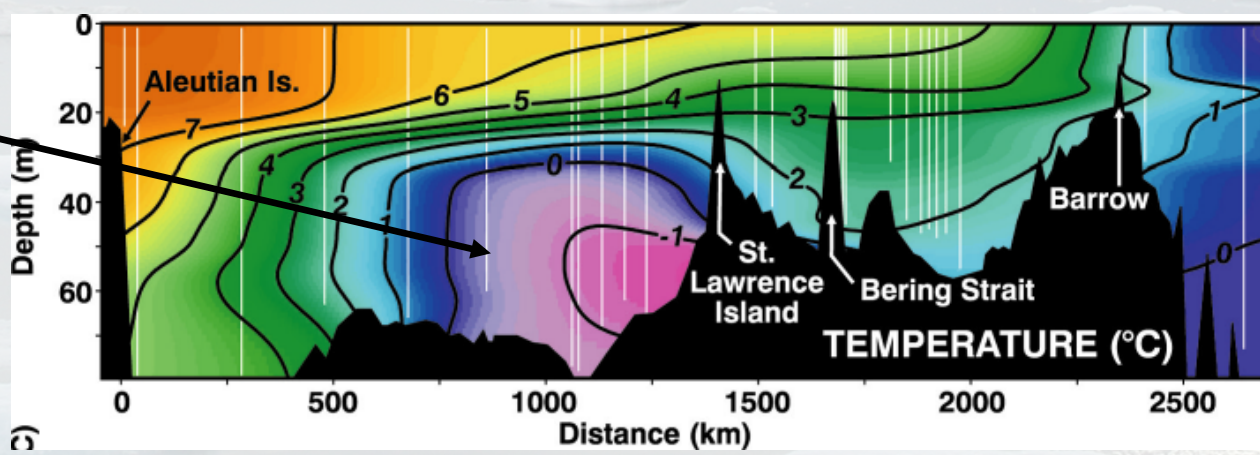 0
Aleutian Is.
20
40
60
Depth (m)
7
6
5
4
3
4
3
2
1
0
-1
2
1
0
St.
Lawrence
Island
Bering Strait
Barrow
TEMPERATURE (°C)
0
500
1000
1500
2000
2500
Distance (km)
C)